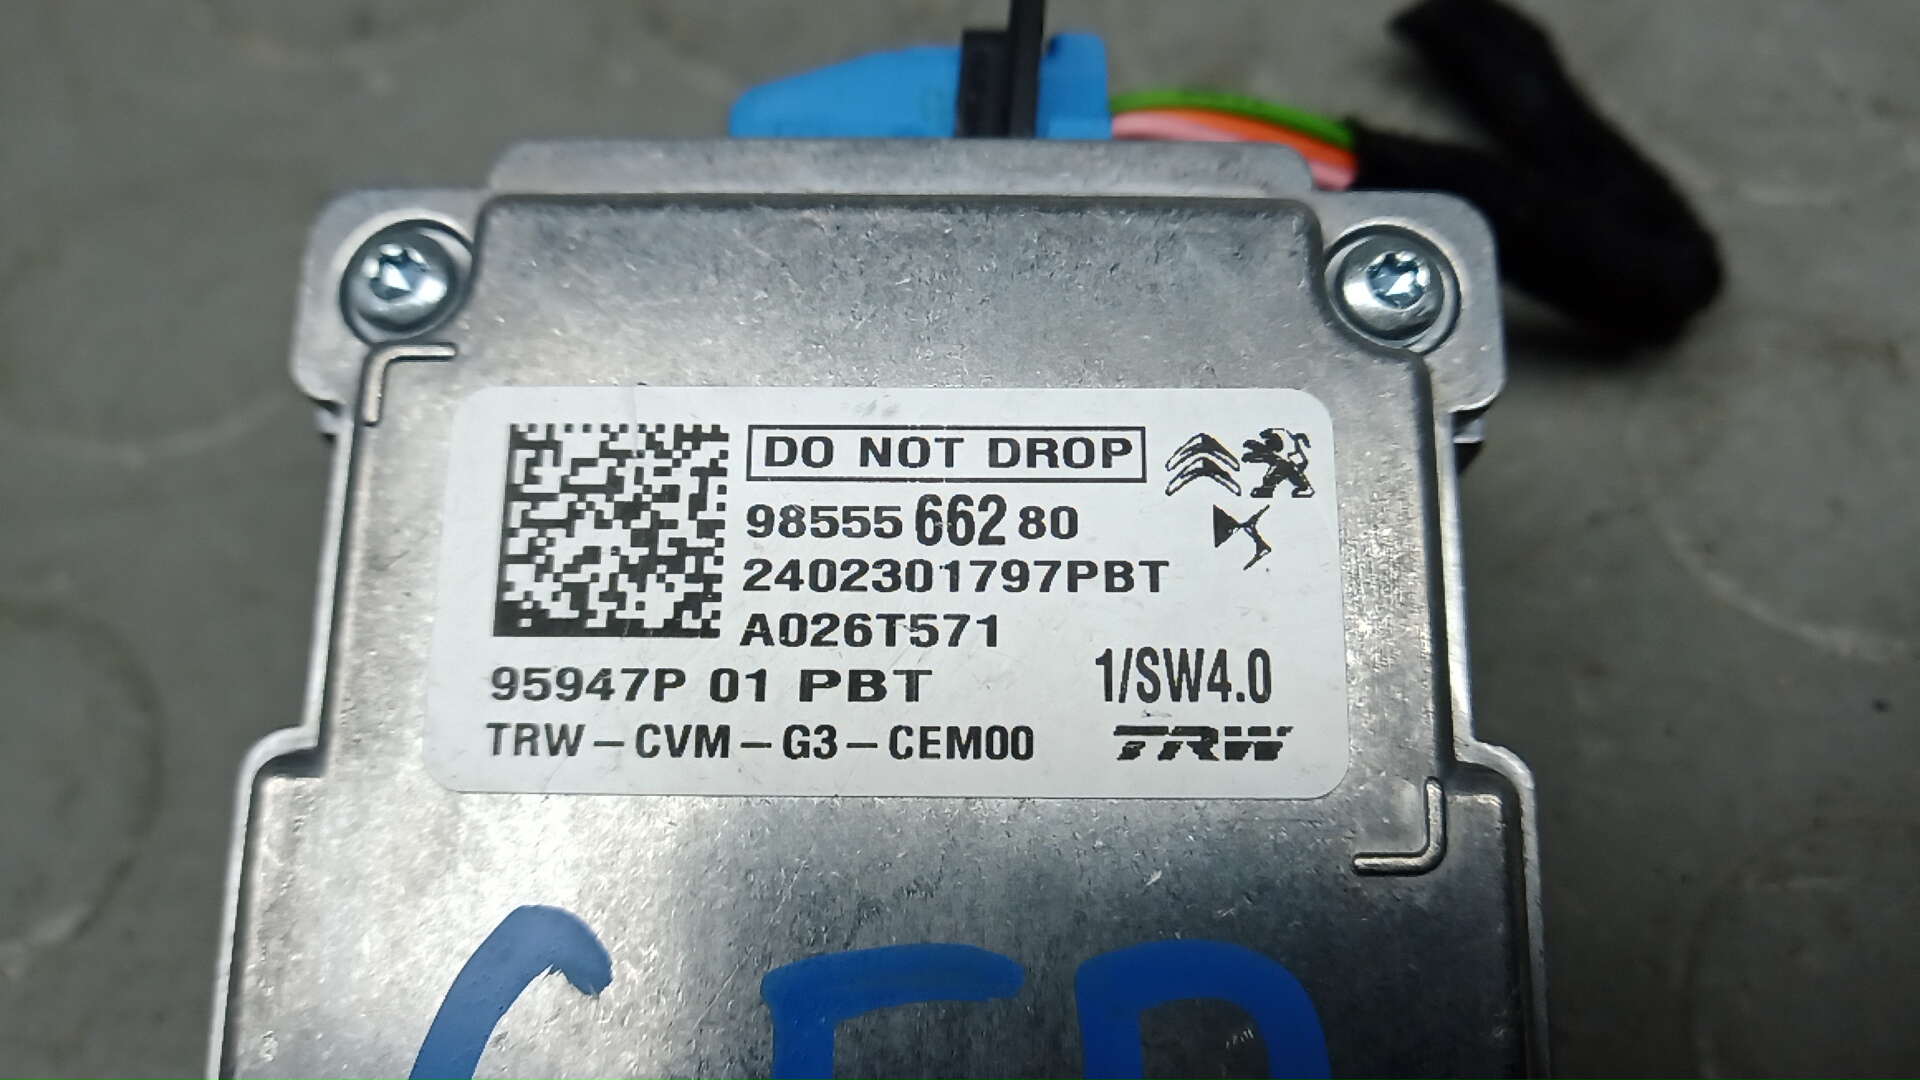 DO NOT DROP
98555 662 80
2402301797PBT
A026T571
95947P 01 PBT
1/SW4.0
TRW-CVM-G3-CEM00
TRW